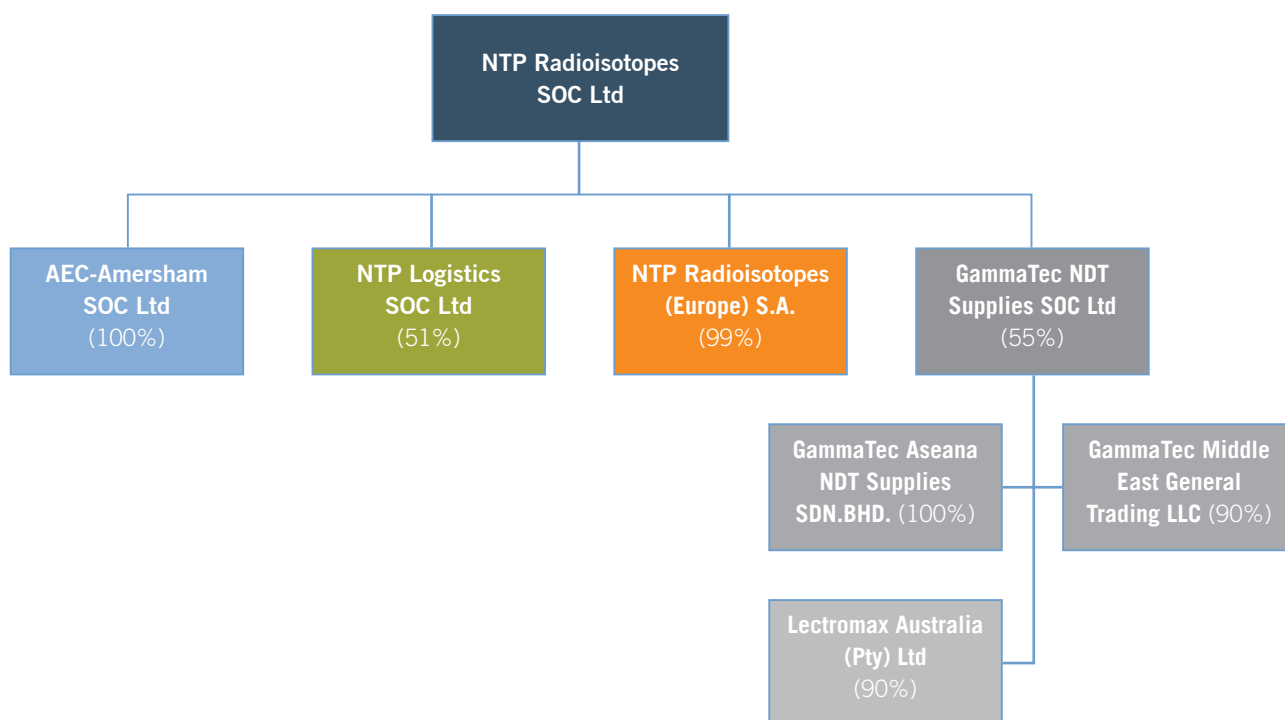 NTP Radioisotopes
SOC Ltd
AEC-Amersham
SOC Ltd
(100%)
NTP Logistics
SOC Ltd
(51%)
NTP Radioisotopes
(Europe) S.A.
(99%)
GammaTec NDT
Supplies SOC Ltd
(55%)
GammaTec Aseana
NDT Supplies
SDN.BHD. (100%)
GammaTec Middle
East General
Trading LLC (90%)
Lectromax Australia
(Pty) Ltd
(90%)